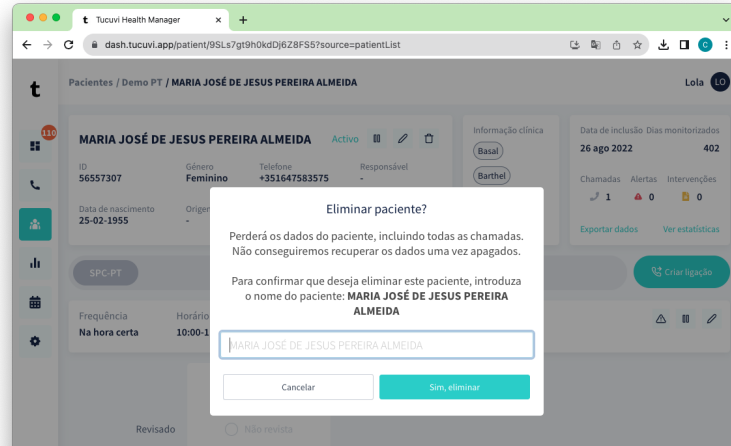 t Tucuvi Health Manager
dash.tucuvi.app/patient/9SLs7gt9h0kdDj6Z8FS5?source=patientList
C
t
Pacientes / Demo PT / MARIA JOSÉ DE JESUS PEREIRA ALMEIDA
Lola LO
110
MARIA JOSÉ DE JESUS PEREIRA ALMEIDA Activo
ID Género Telefone Responsável
56557307 Feminino +351647583575 -
Data de nascimento Origen
25-02-1955 -
Informação clínica
Basal
Barthel
Data de inclusão Dias monitorizados
26 ago 2022 402
Chamadas Alertas Intervenções
1 0 0
Exportar dados Ver estatísticas
SPC-PT
Criar ligação
Frequência Horário
Na hora certa 10:00-1
Eliminar paciente?
Perderá os dados do paciente, incluindo todas as chamadas.
Não conseguiremos recuperar os dados uma vez apagados.
Para confirmar que deseja eliminar este paciente, introduza
o nome do paciente: MARIA JOSÉ DE JESUS PEREIRA
ALMEIDA
MARIA JOSÉ DE JESUS PEREIRA ALMEIDA
Cancelar Sim, eliminar
Revisado Não revista